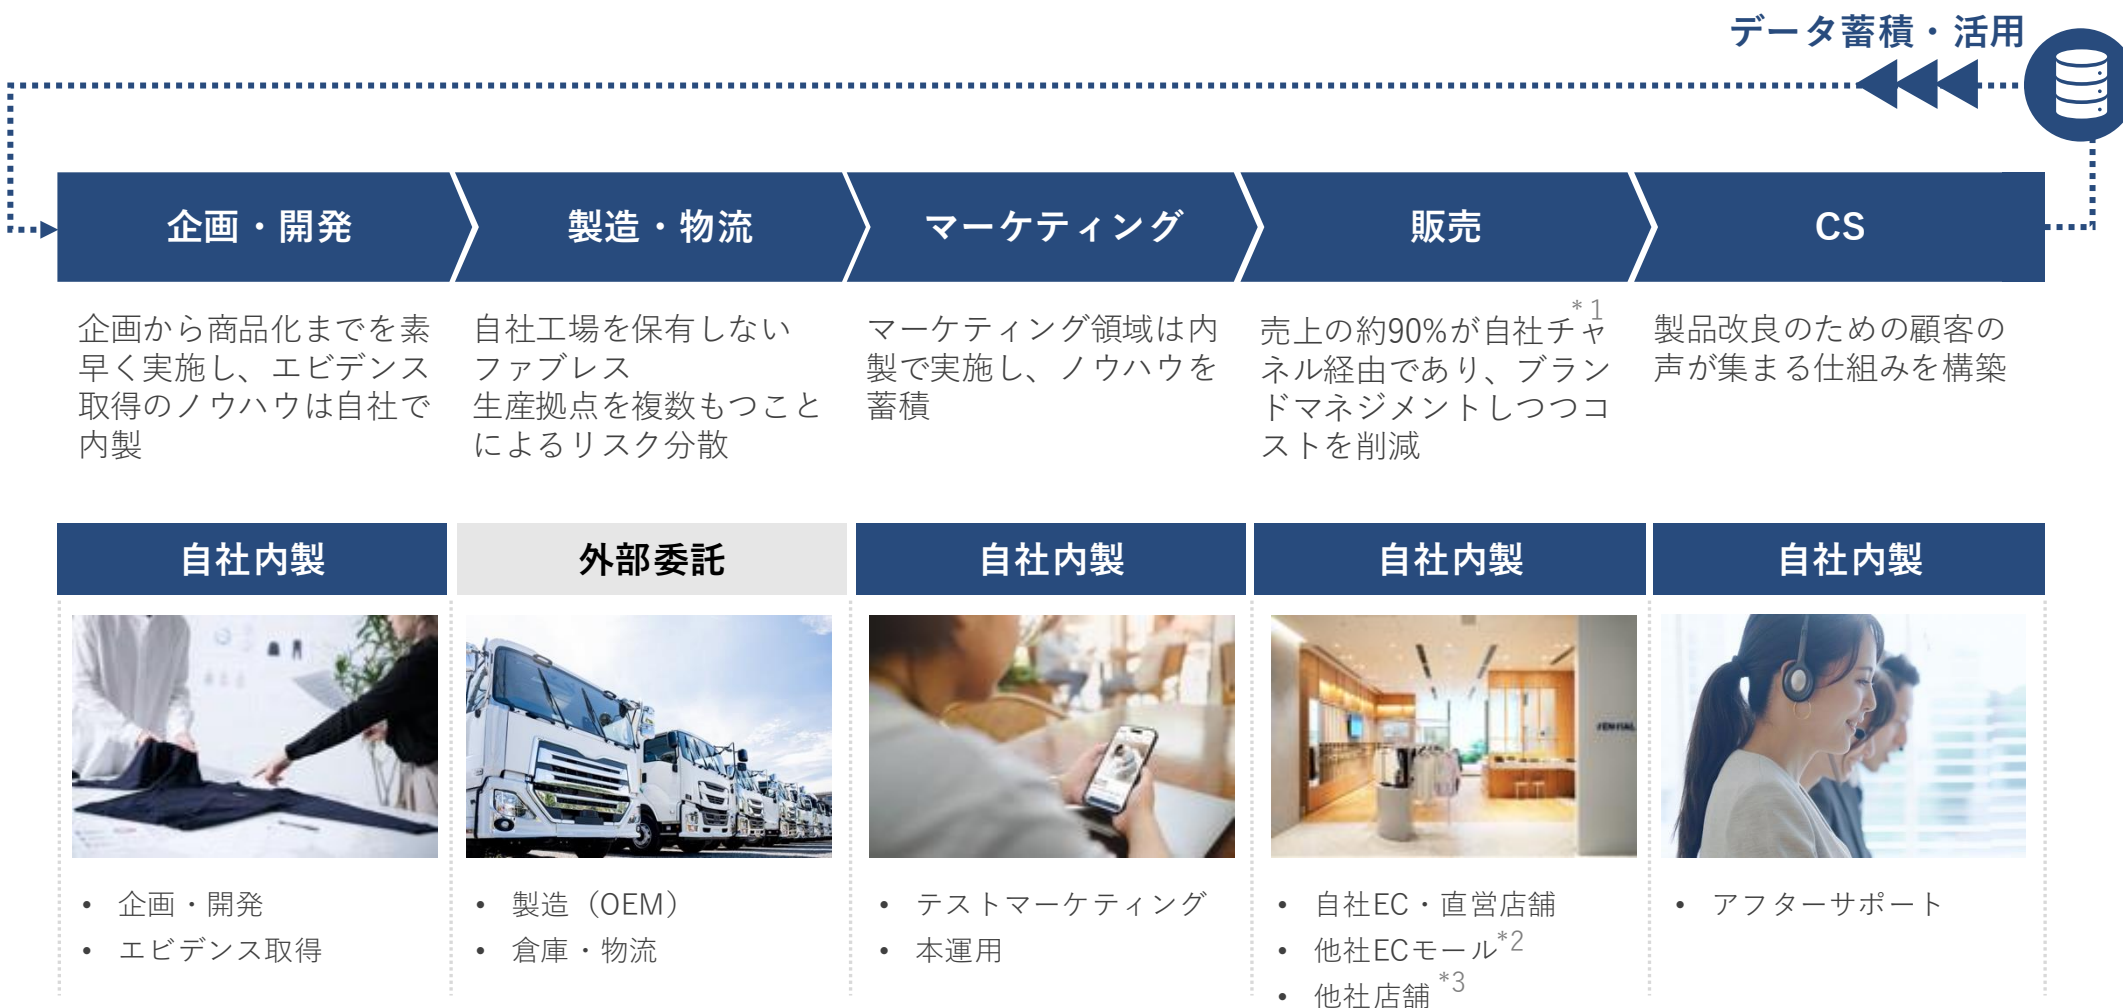 データ蓄積・活用
企画・開発
製造・物流
マーケティング
販売
CS
企画から商品化までを素
早く実施し、エビデンス
取得のノウハウは自社で
内製
自社工場を保有しない
ファブレス
生産拠点を複数もつこと
によるリスク分散
マーケティング領域は内
製で実施し、ノウハウを
蓄積
売上の約90%が自社チャ*1
ネル経由であり、ブラン
ドマネジメントしつつコ
ストを削減
製品改良のための顧客の
声が集まる仕組みを構築
自社内製
外部委託
自社内製
自社内製
自社内製
• 企画・開発
• エビデンス取得
• 製造（OEM）
• 倉庫・物流
• テストマーケティング
• 本運用
• 自社EC・直営店舗
• 他社ECモール*2
• 他社店舗*3
• アフターサポート